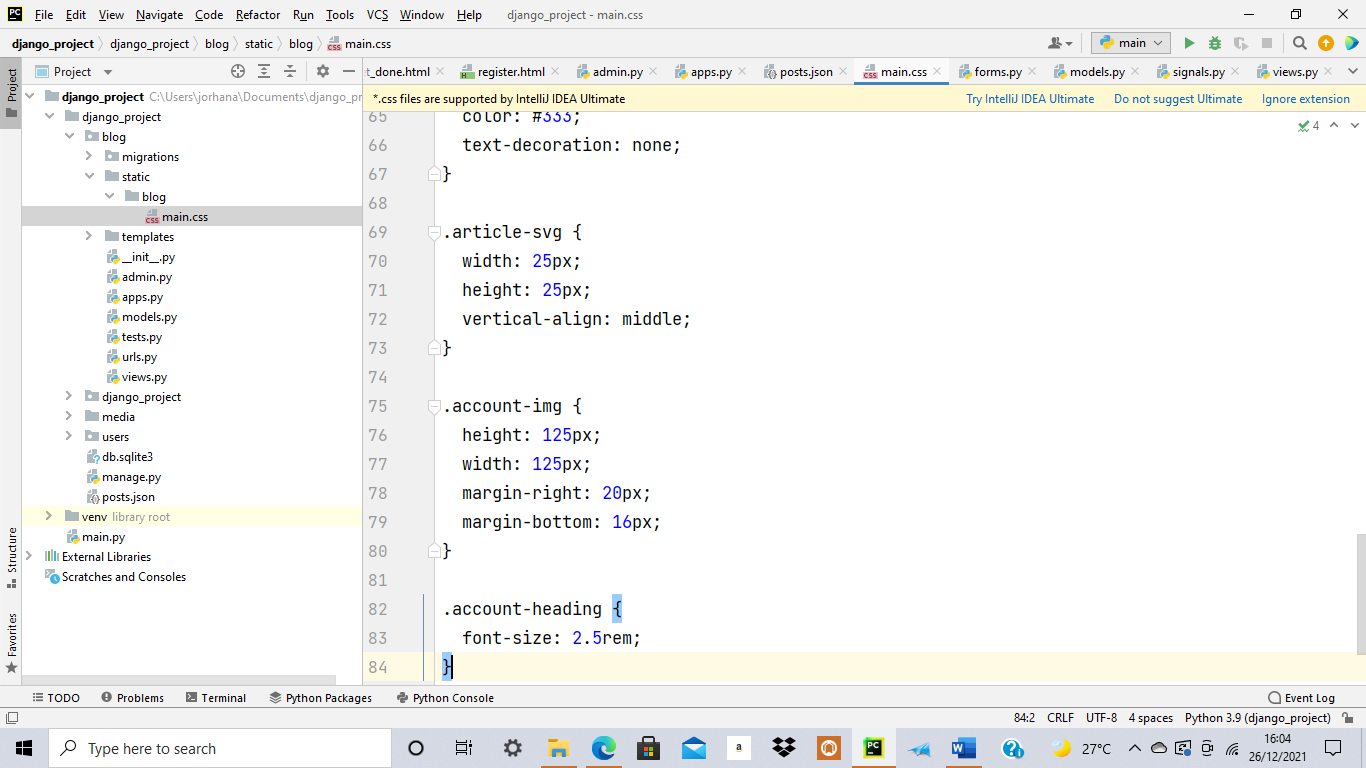 PC File Edit View Navigate Code Refactor Run Tools VCS Window Help django_project - main.css
django_project django_project blog static blog main.css main
Project t_done.html register.html admin.py apps.py posts.json main.css forms.py models.py signals.py views.py
*.css files are supported by IntelliJ IDEA Ultimate Try IntelliJ IDEA Ultimate Do not suggest Ultimate Ignore extension
Project
Structure
Favorites
django_project C:\Users\jorhana\Documents\django_pr
django_project
blog
migrations
static
blog
main.css
templates
__init__.py
admin.py
apps.py
models.py
tests.py
urls.py
views.py
django_project
media
users
db.sqlite3
manage.py
posts.json
venv library root
main.py
External Libraries
Scratches and Consoles
4
65 color: #333;
66 text-decoration: none;
67 }
68
69 .article-svg {
70 width: 25px;
71 height: 25px;
72 vertical-align: middle;
73 }
74
75 .account-img {
76 height: 125px;
77 width: 125px;
78 margin-right: 20px;
79 margin-bottom: 16px;
80 }
81
82 .account-heading {
83 font-size: 2.5rem;
84 }
TODO Problems Terminal Python Packages Python Console Event Log
84:2 CRLF UTF-8 4 spaces Python 3.9 (django_project)
Type here to search a PC W 27°C 16:04
26/12/2021